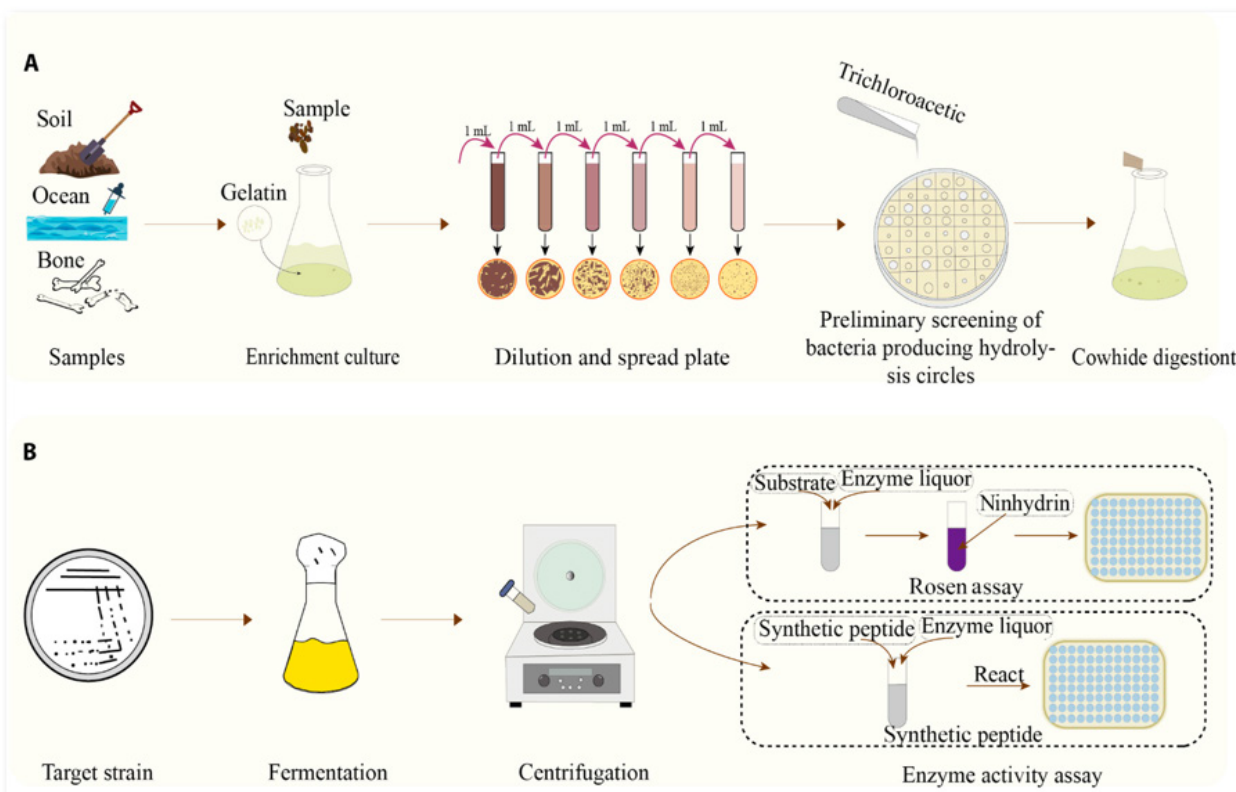 A
Soil
Ocean
Bone
Samples
Sample
Gelatin
Enrichment culture
1 mL
1 mL
1 mL
1 mL
1 mL
1 mL
Dilution and spread plate
Trichloroacetic
Preliminary screening of
bacteria producing hydroly-
sis circles
Cowhide digestiont
B
Target strain
Fermentation
Centrifugation
Substrate
Enzyme liquor
Ninhydrin
Rosen assay
Synthetic peptide
Enzyme liquor
React
Synthetic peptide
Enzyme activity assay